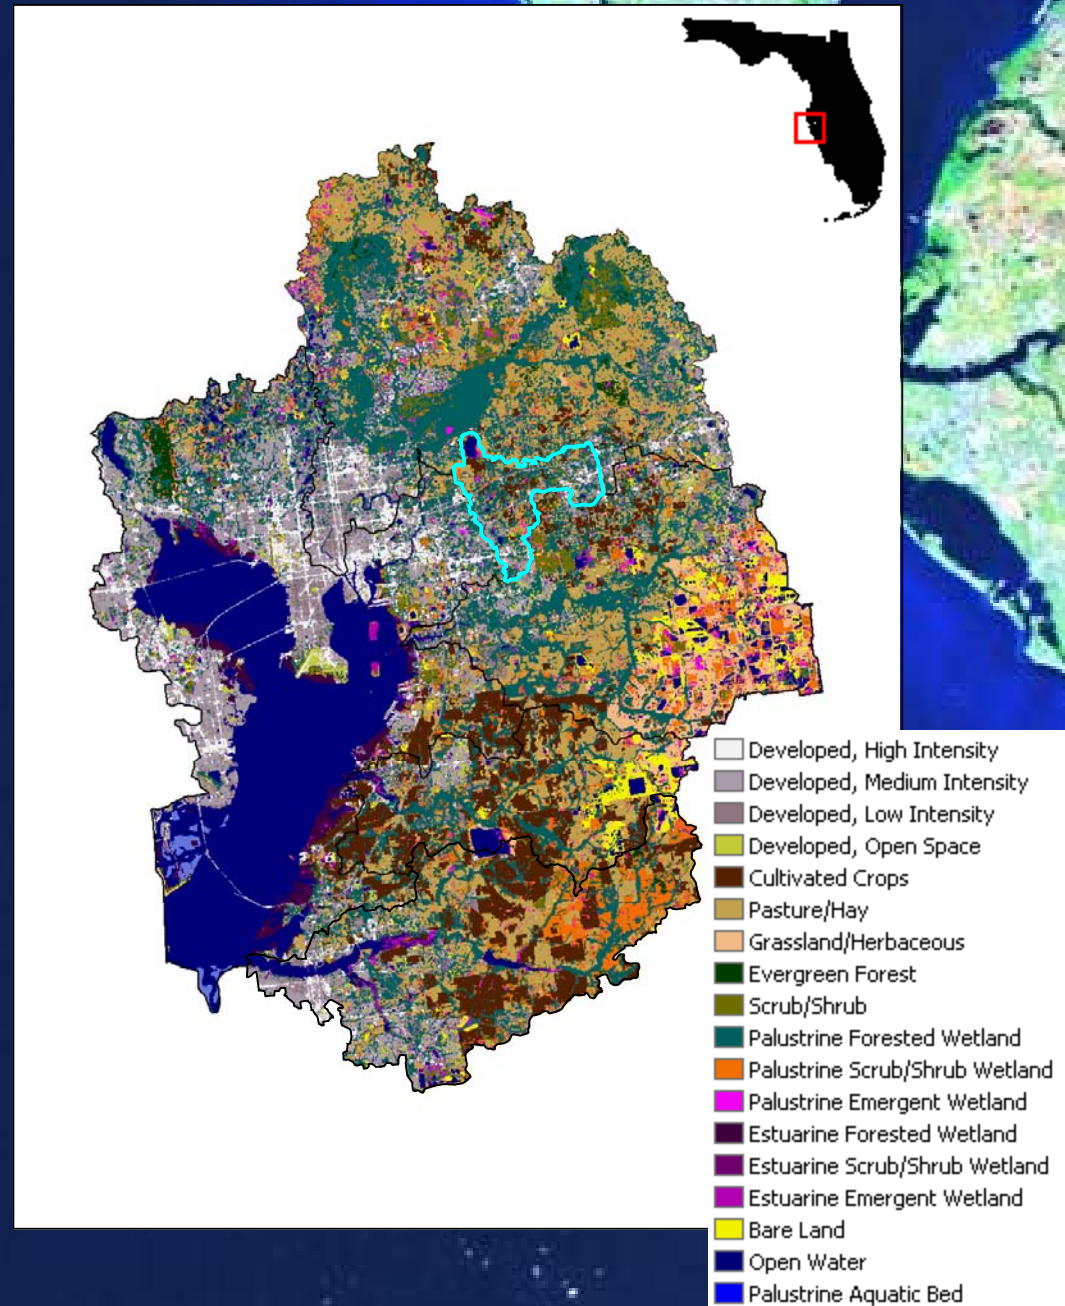 Developed, High Intensity
Developed, Medium Intensity
Developed, Low Intensity
Developed, Open Space
Cultivated Crops
Pasture/Hay
Grassland/Herbaceous
Evergreen Forest
Scrub/Shrub
Palustrine Forested Wetland
Palustrine Scrub/Shrub Wetland
Palustrine Emergent Wetland
Estuarine Forested Wetland
Estuarine Scrub/Shrub Wetland
Estuarine Emergent Wetland
Bare Land
Open Water
Palustrine Aquatic Bed